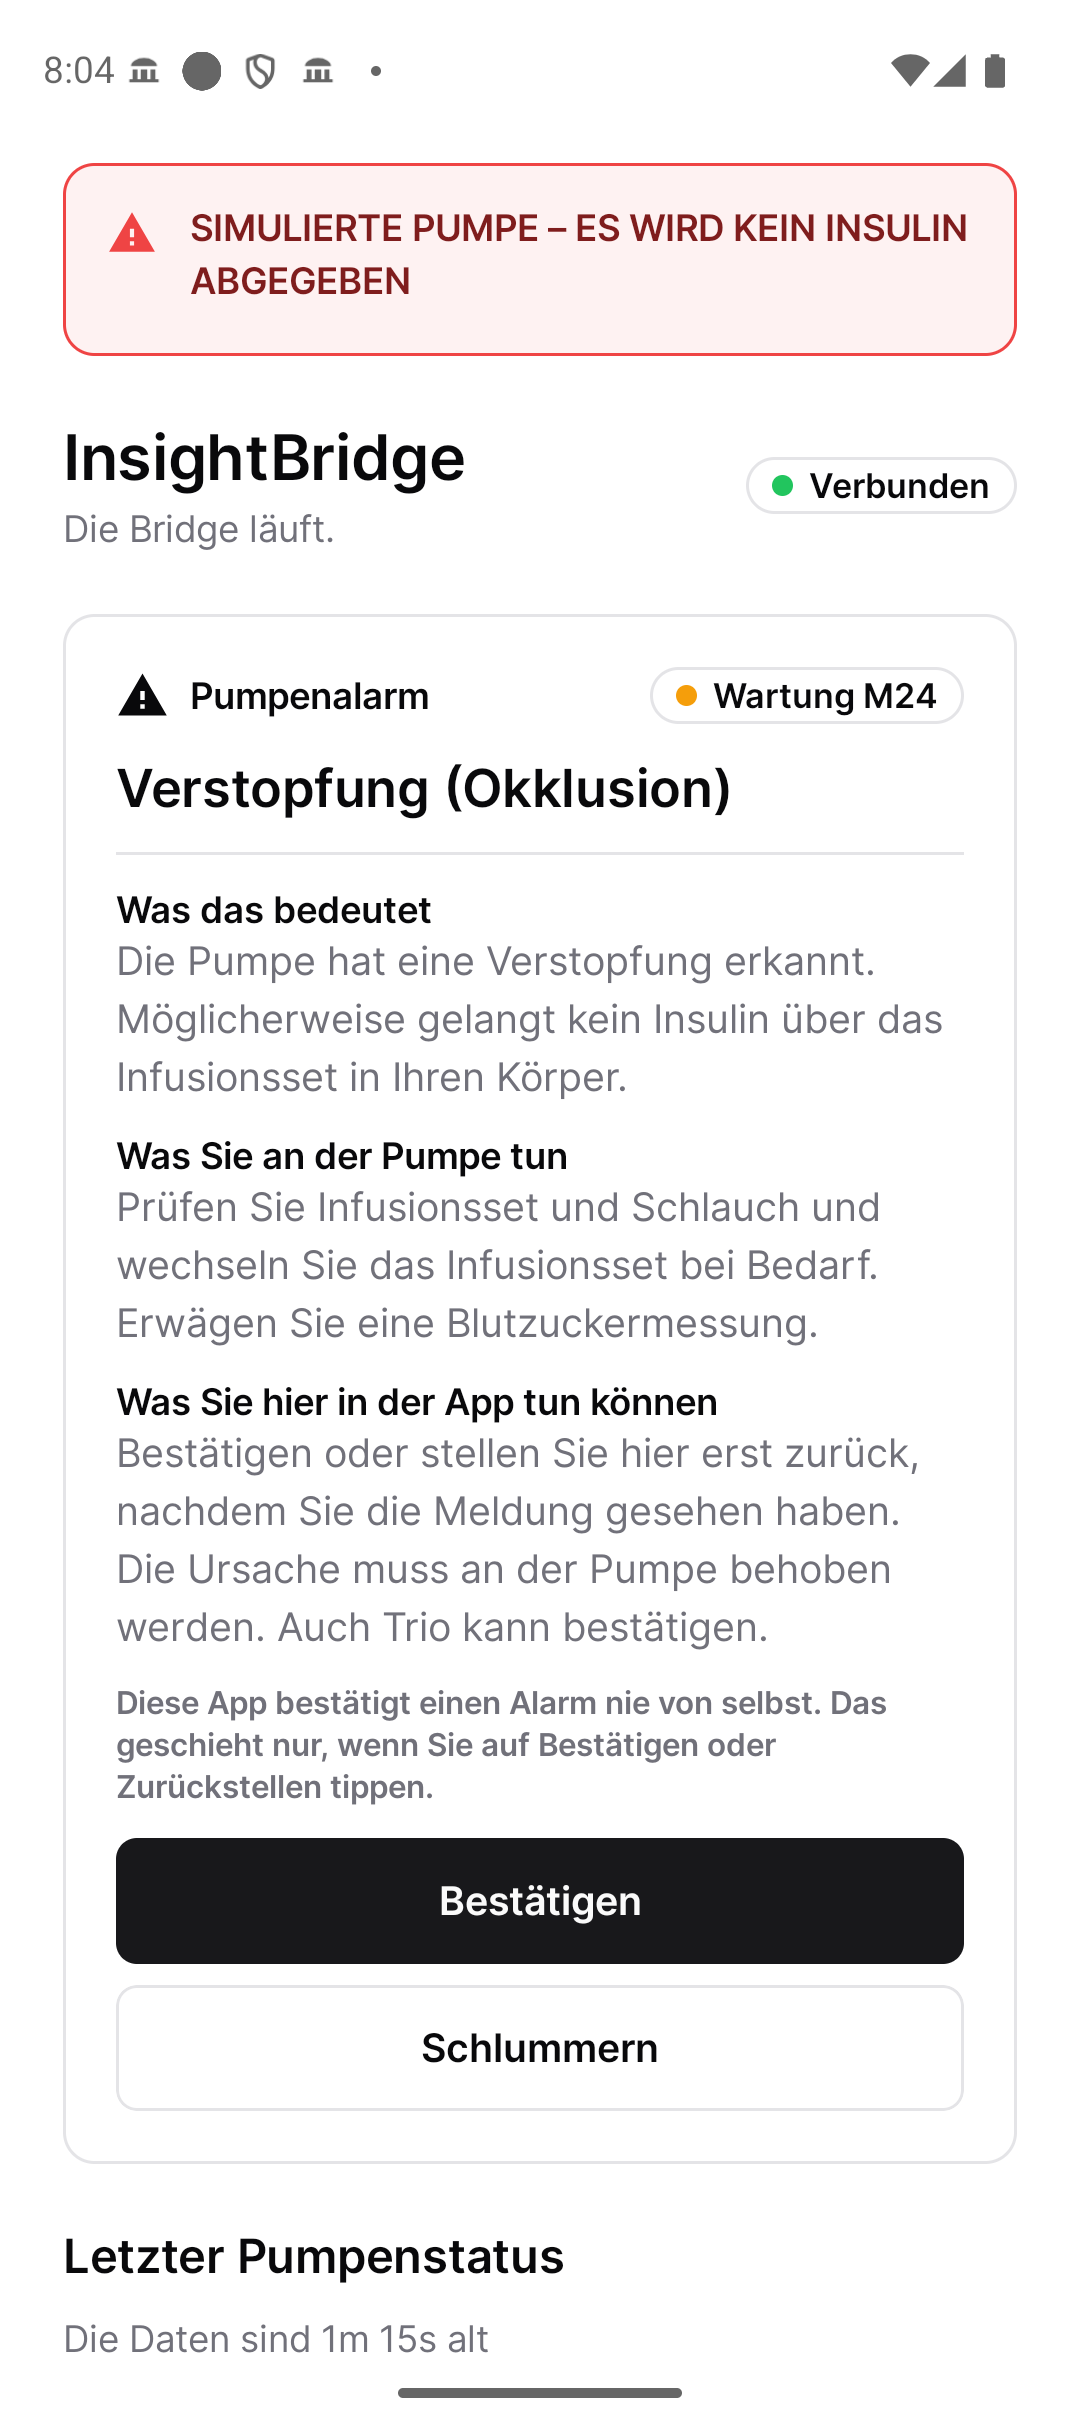 8:04
SIMULIERTE PUMPE – ES WIRD KEIN INSULIN
ABGEGEBEN
InsightBridge
Verbunden
Die Bridge läuft.
Pumpenalarm
Wartung M24
Verstopfung (Okklusion)
Was das bedeutet
Die Pumpe hat eine Verstopfung erkannt.
Möglicherweise gelangt kein Insulin über das
Infusionsset in Ihren Körper.
Was Sie an der Pumpe tun
Prüfen Sie Infusionsset und Schlauch und
wechseln Sie das Infusionsset bei Bedarf.
Erwägen Sie eine Blutzuckermessung.
Was Sie hier in der App tun können
Bestätigen oder stellen Sie hier erst zurück,
nachdem Sie die Meldung gesehen haben.
Die Ursache muss an der Pumpe behoben
werden. Auch Trio kann bestätigen.
Diese App bestätigt einen Alarm nie von selbst. Das
geschieht nur, wenn Sie auf Bestätigen oder
Zurückstellen tippen.
Bestätigen
Schlummern
Letzter Pumpenstatus
Die Daten sind 1m 15s alt